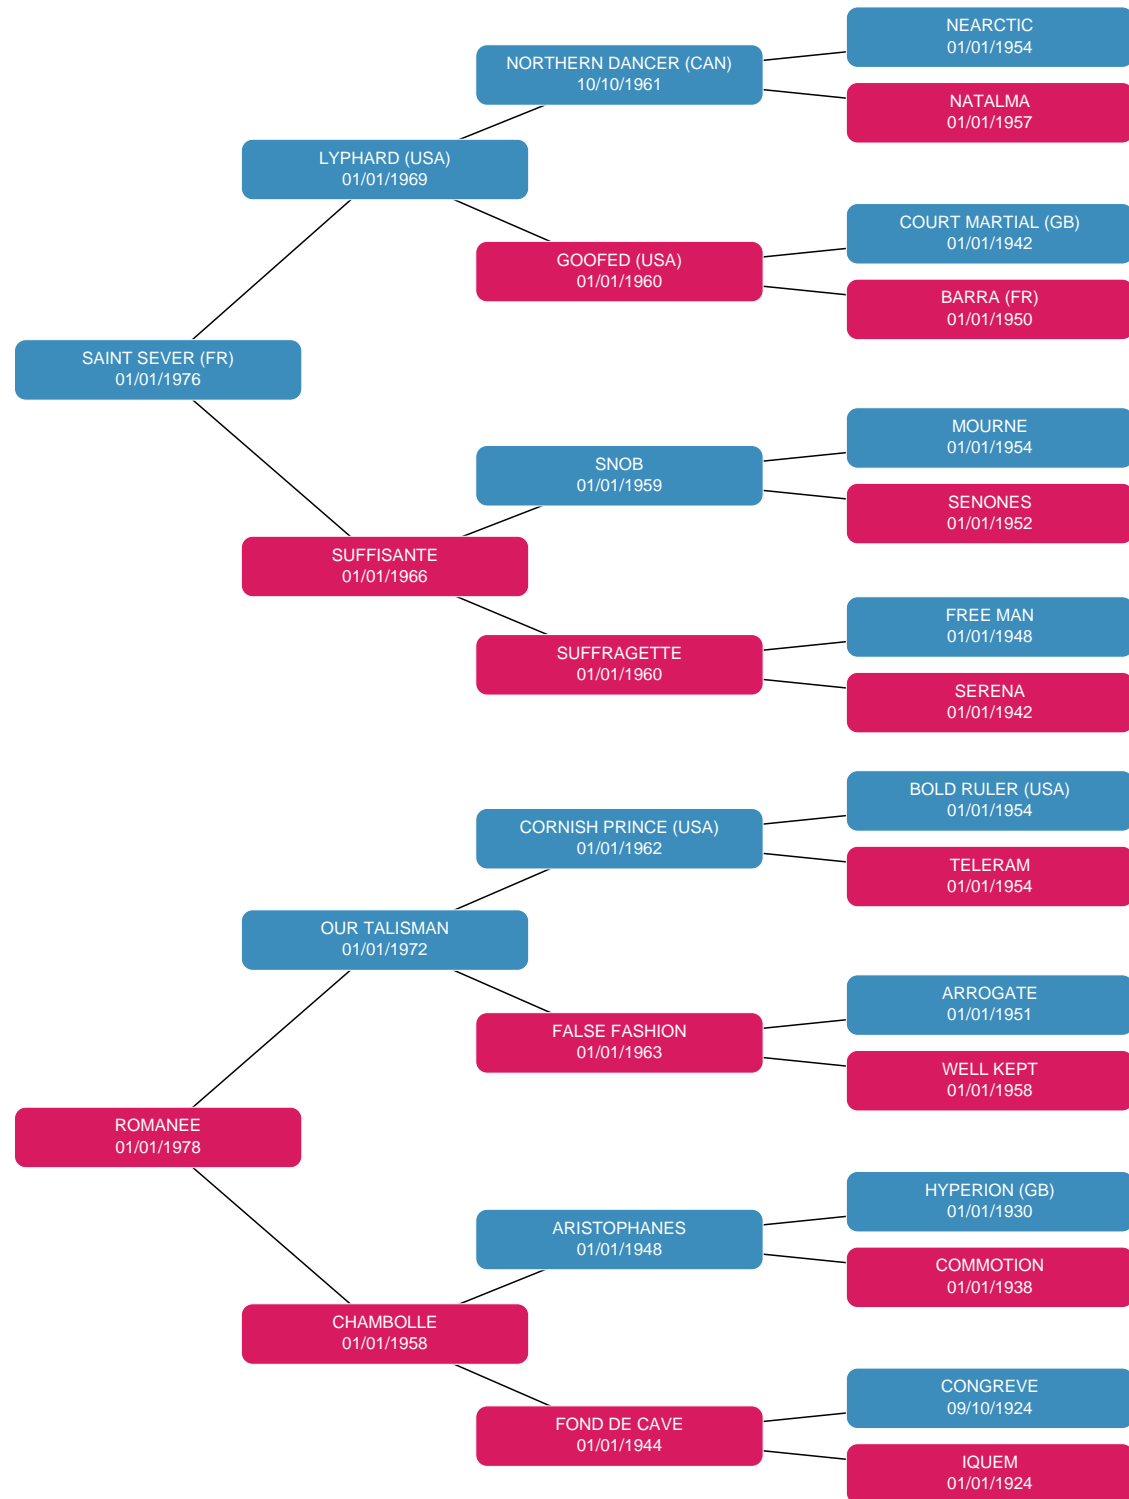 NEARCTIC
01/01/1954
NORTHERN DANCER (CAN)
10/10/1961
NATALMA
01/01/1957
LYPHARD (USA)
01/01/1969
COURT MARTIAL (GB)
01/01/1942
GOOFED (USA)
01/01/1960
BARRA (FR)
01/01/1950
SAINT SEVER (FR)
01/01/1976
MOURNE
01/01/1954
SNOB
01/01/1959
SENONES
01/01/1952
SUFFISANTE
01/01/1966
FREE MAN
01/01/1948
SUFFRAGETTE
01/01/1960
SERENA
01/01/1942
BOLD RULER (USA)
01/01/1954
CORNISH PRINCE (USA)
01/01/1962
TELERAM
01/01/1954
OUR TALISMAN
01/01/1972
ARROGATE
01/01/1951
FALSE FASHION
01/01/1963
WELL KEPT
01/01/1958
ROMANEE
01/01/1978
HYPERION (GB)
01/01/1930
ARISTOPHANES
01/01/1948
COMMOTION
01/01/1938
CHAMBOLLE
01/01/1958
CONGREVE
09/10/1924
FOND DE CAVE
01/01/1944
IQUEM
01/01/1924